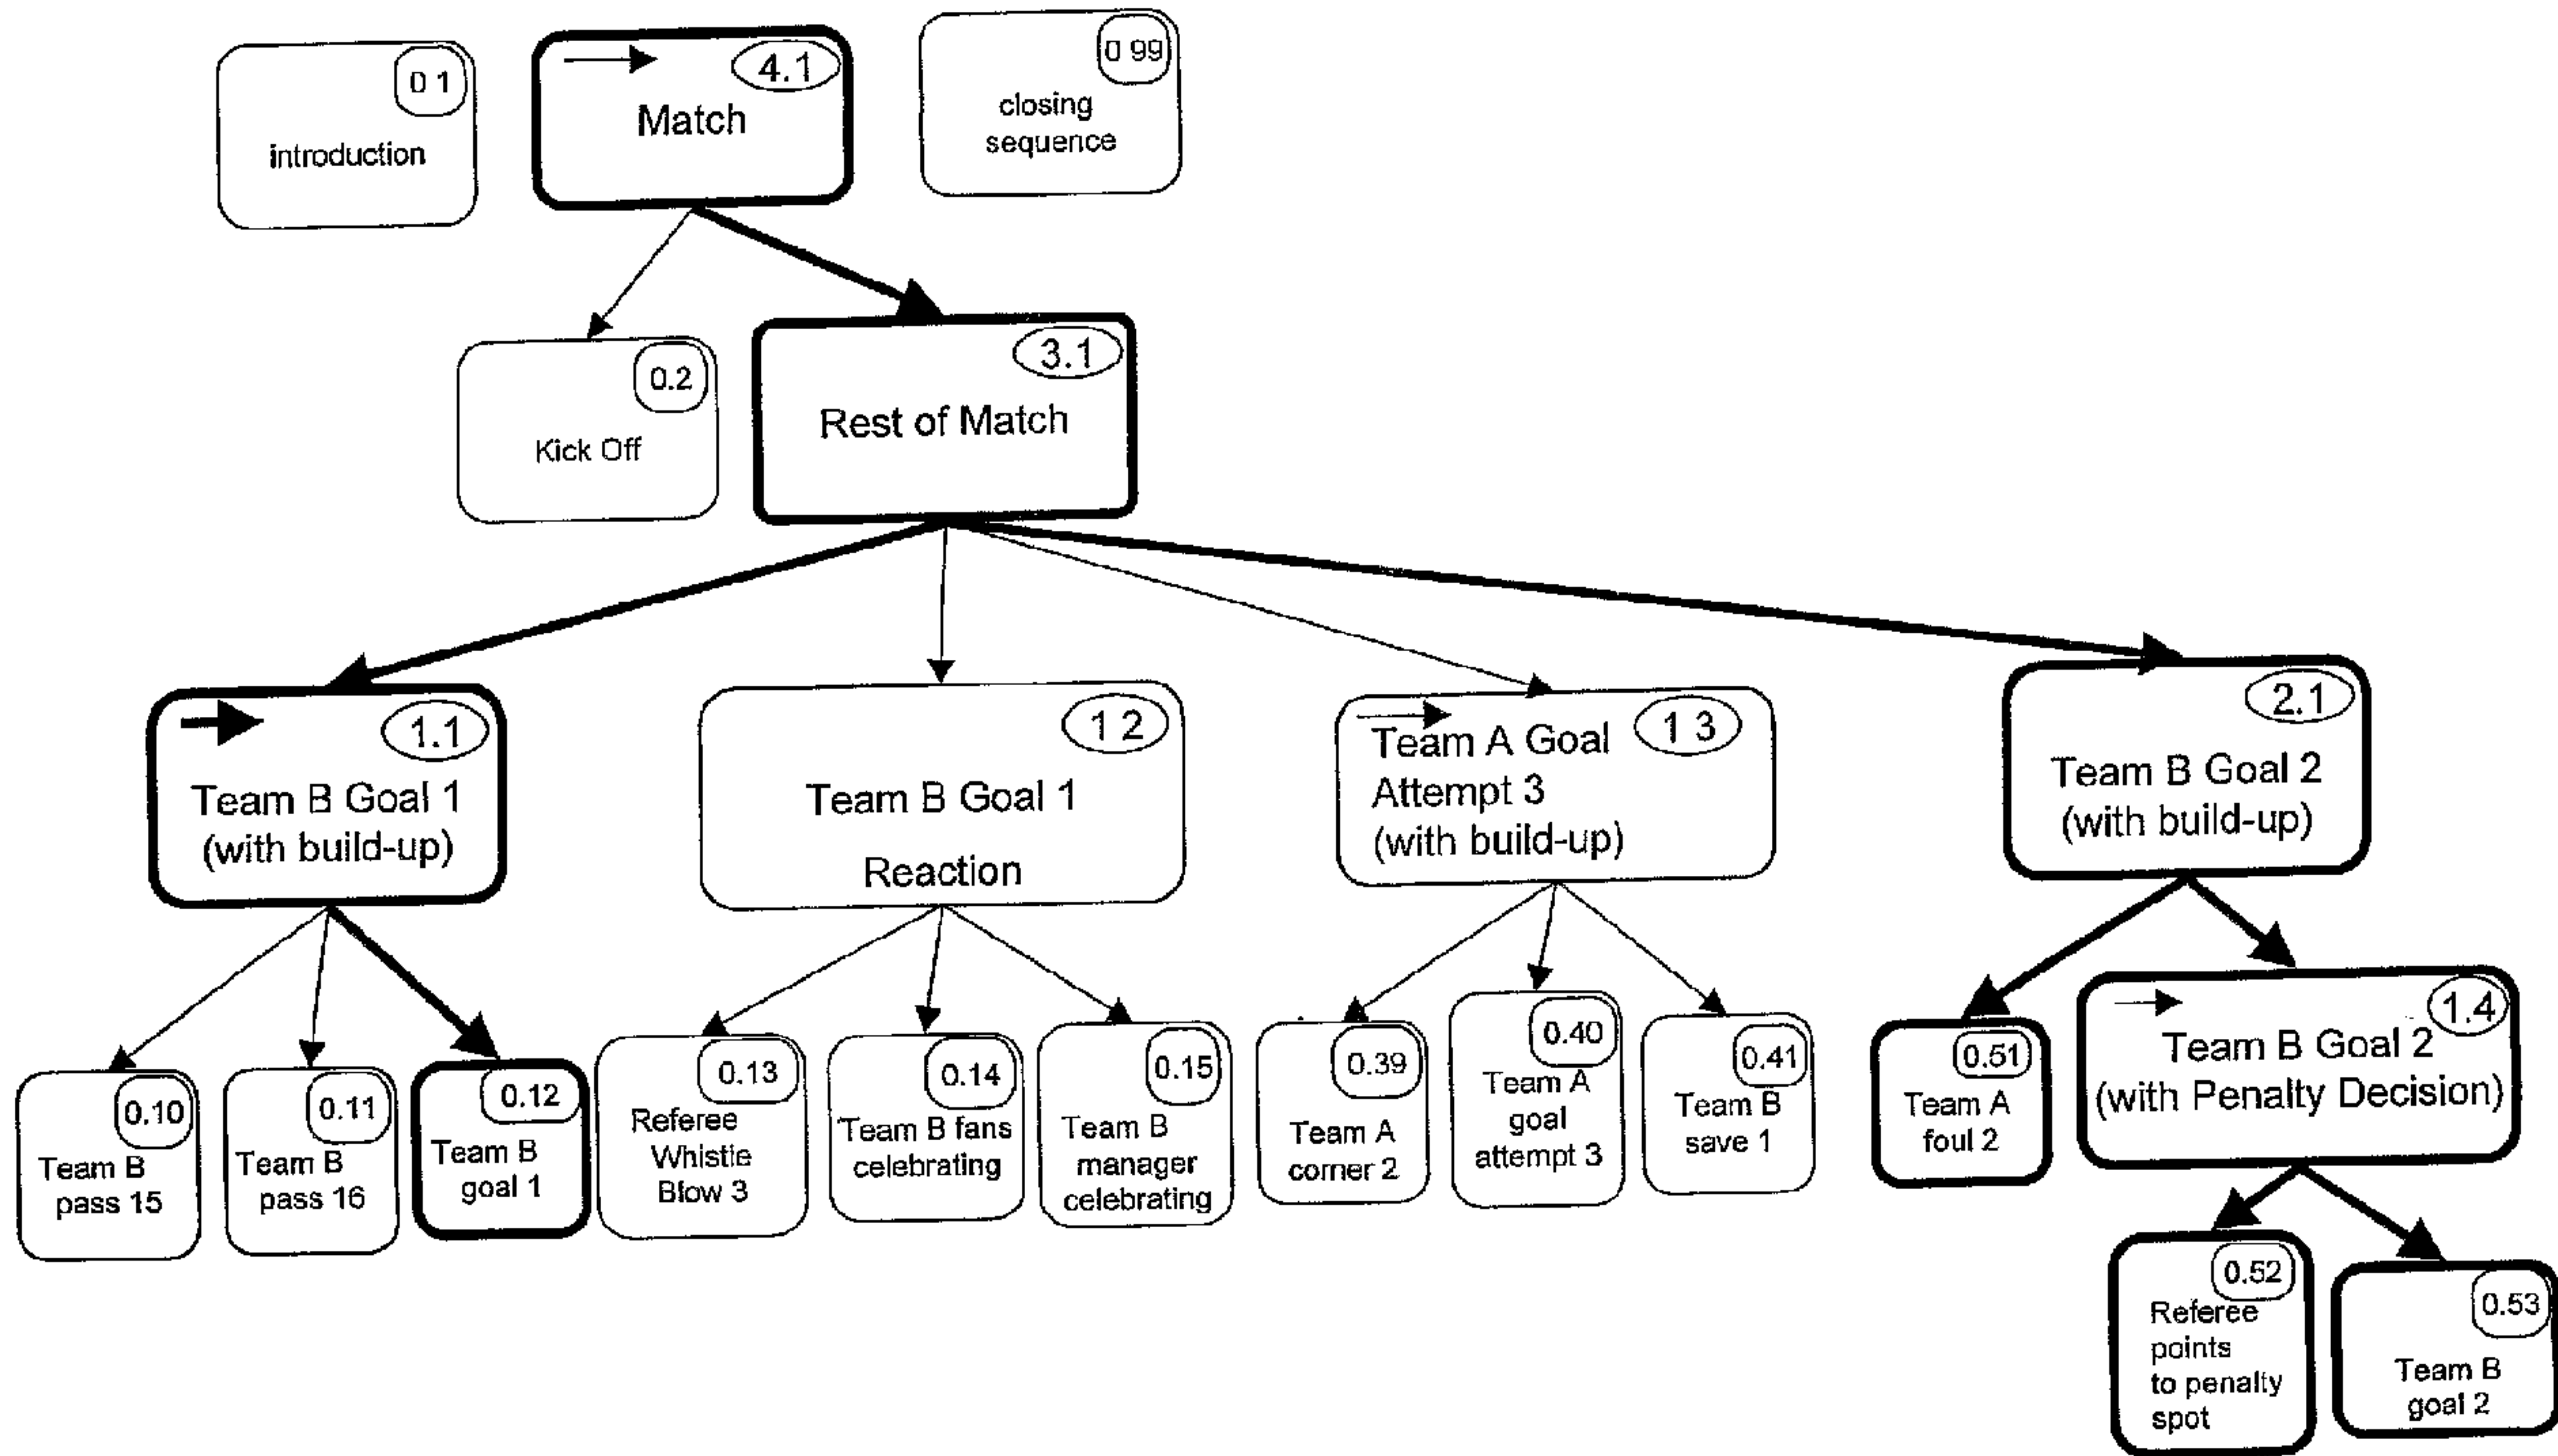 0 1
introduction
4.1
Match
0 99
closing
sequence
0.2
Kick Off
3.1
Rest of Match
1.1
Team B Goal 1
(with build-up)
1 2
Team B Goal 1
Reaction
1 3
Team A Goal
Attempt 3
(with build-up)
2.1
Team B Goal 2
(with build-up)
0.10
Team B
pass 15
0.11
Team B
pass 16
0.12
Team B
goal 1
0.13
Referee
Whistle
Blow 3
0.14
Team B fans
celebrating
0.15
Team B
manager
celebrating
0.39
Team A
corner 2
0.40
Team A
goal
attempt 3
0.41
Team B
save 1
0.51
Team A
foul 2
1.4
Team B Goal 2
(with Penalty Decision)
0.52
Referee
points
to penalty
spot
0.53
Team B
goal 2